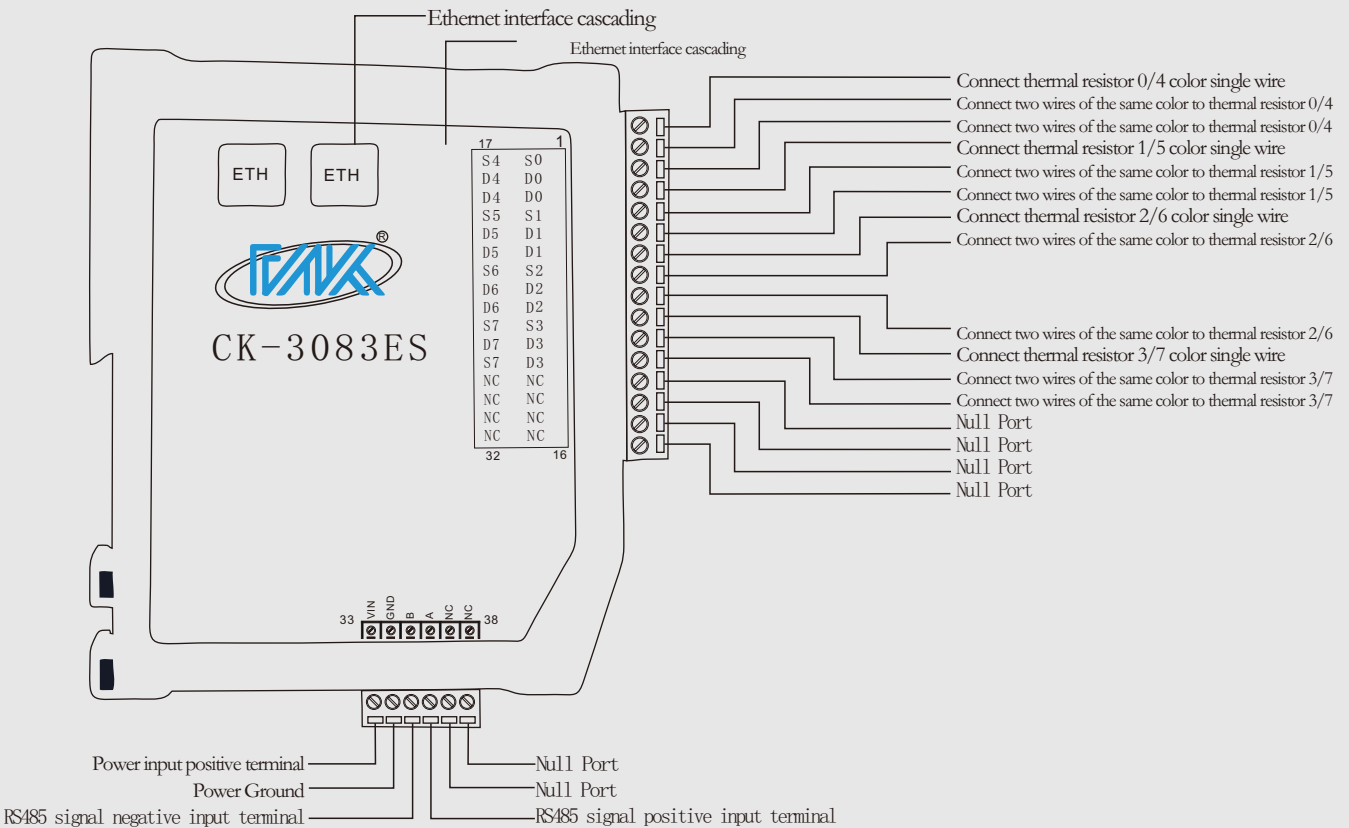 Ethernet interface cascading
Ethernet interface cascading
ETH
ETH
®
CK-3083ES
17 1
S4 S0
D4 D0
D4 D0
S5 S1
D5 D1
D5 D1
S6 S2
D6 D2
D6 D2
S7 S3
D7 D3
S7 D3
NC NC
NC NC
NC NC
NC NC
32 16
Connect thermal resistor 0/4 color single wire
Connect two wires of the same color to thermal resistor 0/4
Connect two wires of the same color to thermal resistor 0/4
Connect thermal resistor 1/5 color single wire
Connect two wires of the same color to thermal resistor 1/5
Connect two wires of the same color to thermal resistor 1/5
Connect thermal resistor 2/6 color single wire
Connect two wires of the same color to thermal resistor 2/6
Connect two wires of the same color to thermal resistor 2/6
Connect thermal resistor 3/7 color single wire
Connect two wires of the same color to thermal resistor 3/7
Connect two wires of the same color to thermal resistor 3/7
Null Port
Null Port
Null Port
Null Port
33 VIN GND B A NC NC 38
Power input positive terminal
Power Ground
RS485 signal negative input terminal
Null Port
Null Port
RS485 signal positive input terminal